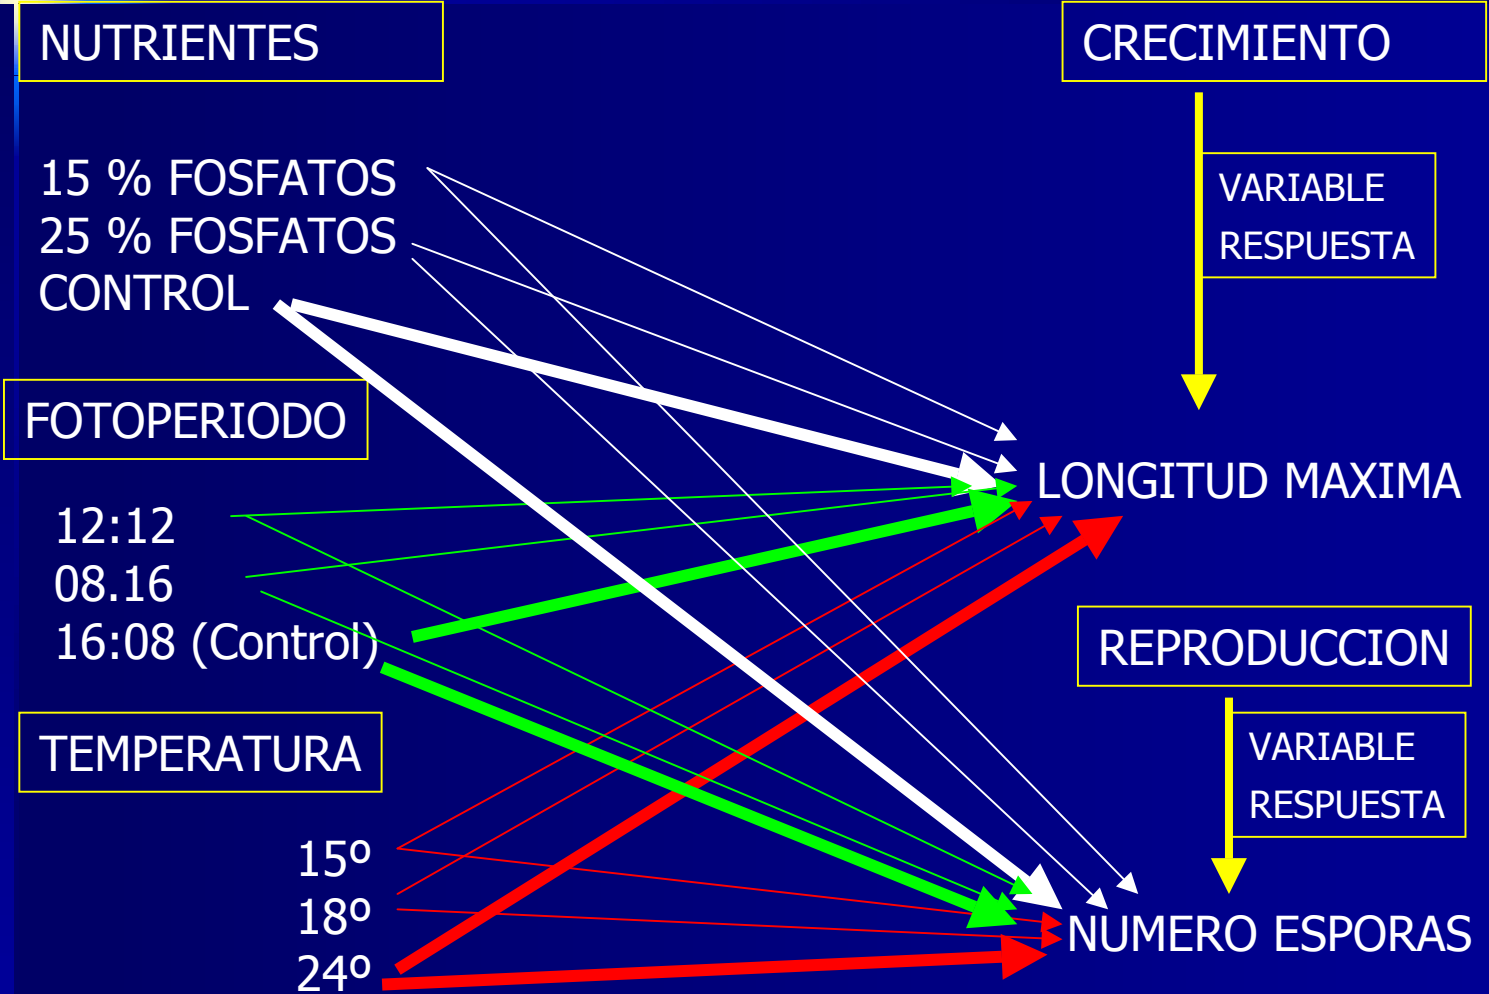 NUTRIENTES
15 % FOSFATOS
25 % FOSFATOS
CONTROL
FOTOPERIODO
12:12
08.16
16:08 (Control)
TEMPERATURA
15º
18º
24º
CRECIMIENTO
VARIABLE
RESPUESTA
LONGITUD MAXIMA
REPRODUCCION
VARIABLE
RESPUESTA
NUMERO ESPORAS